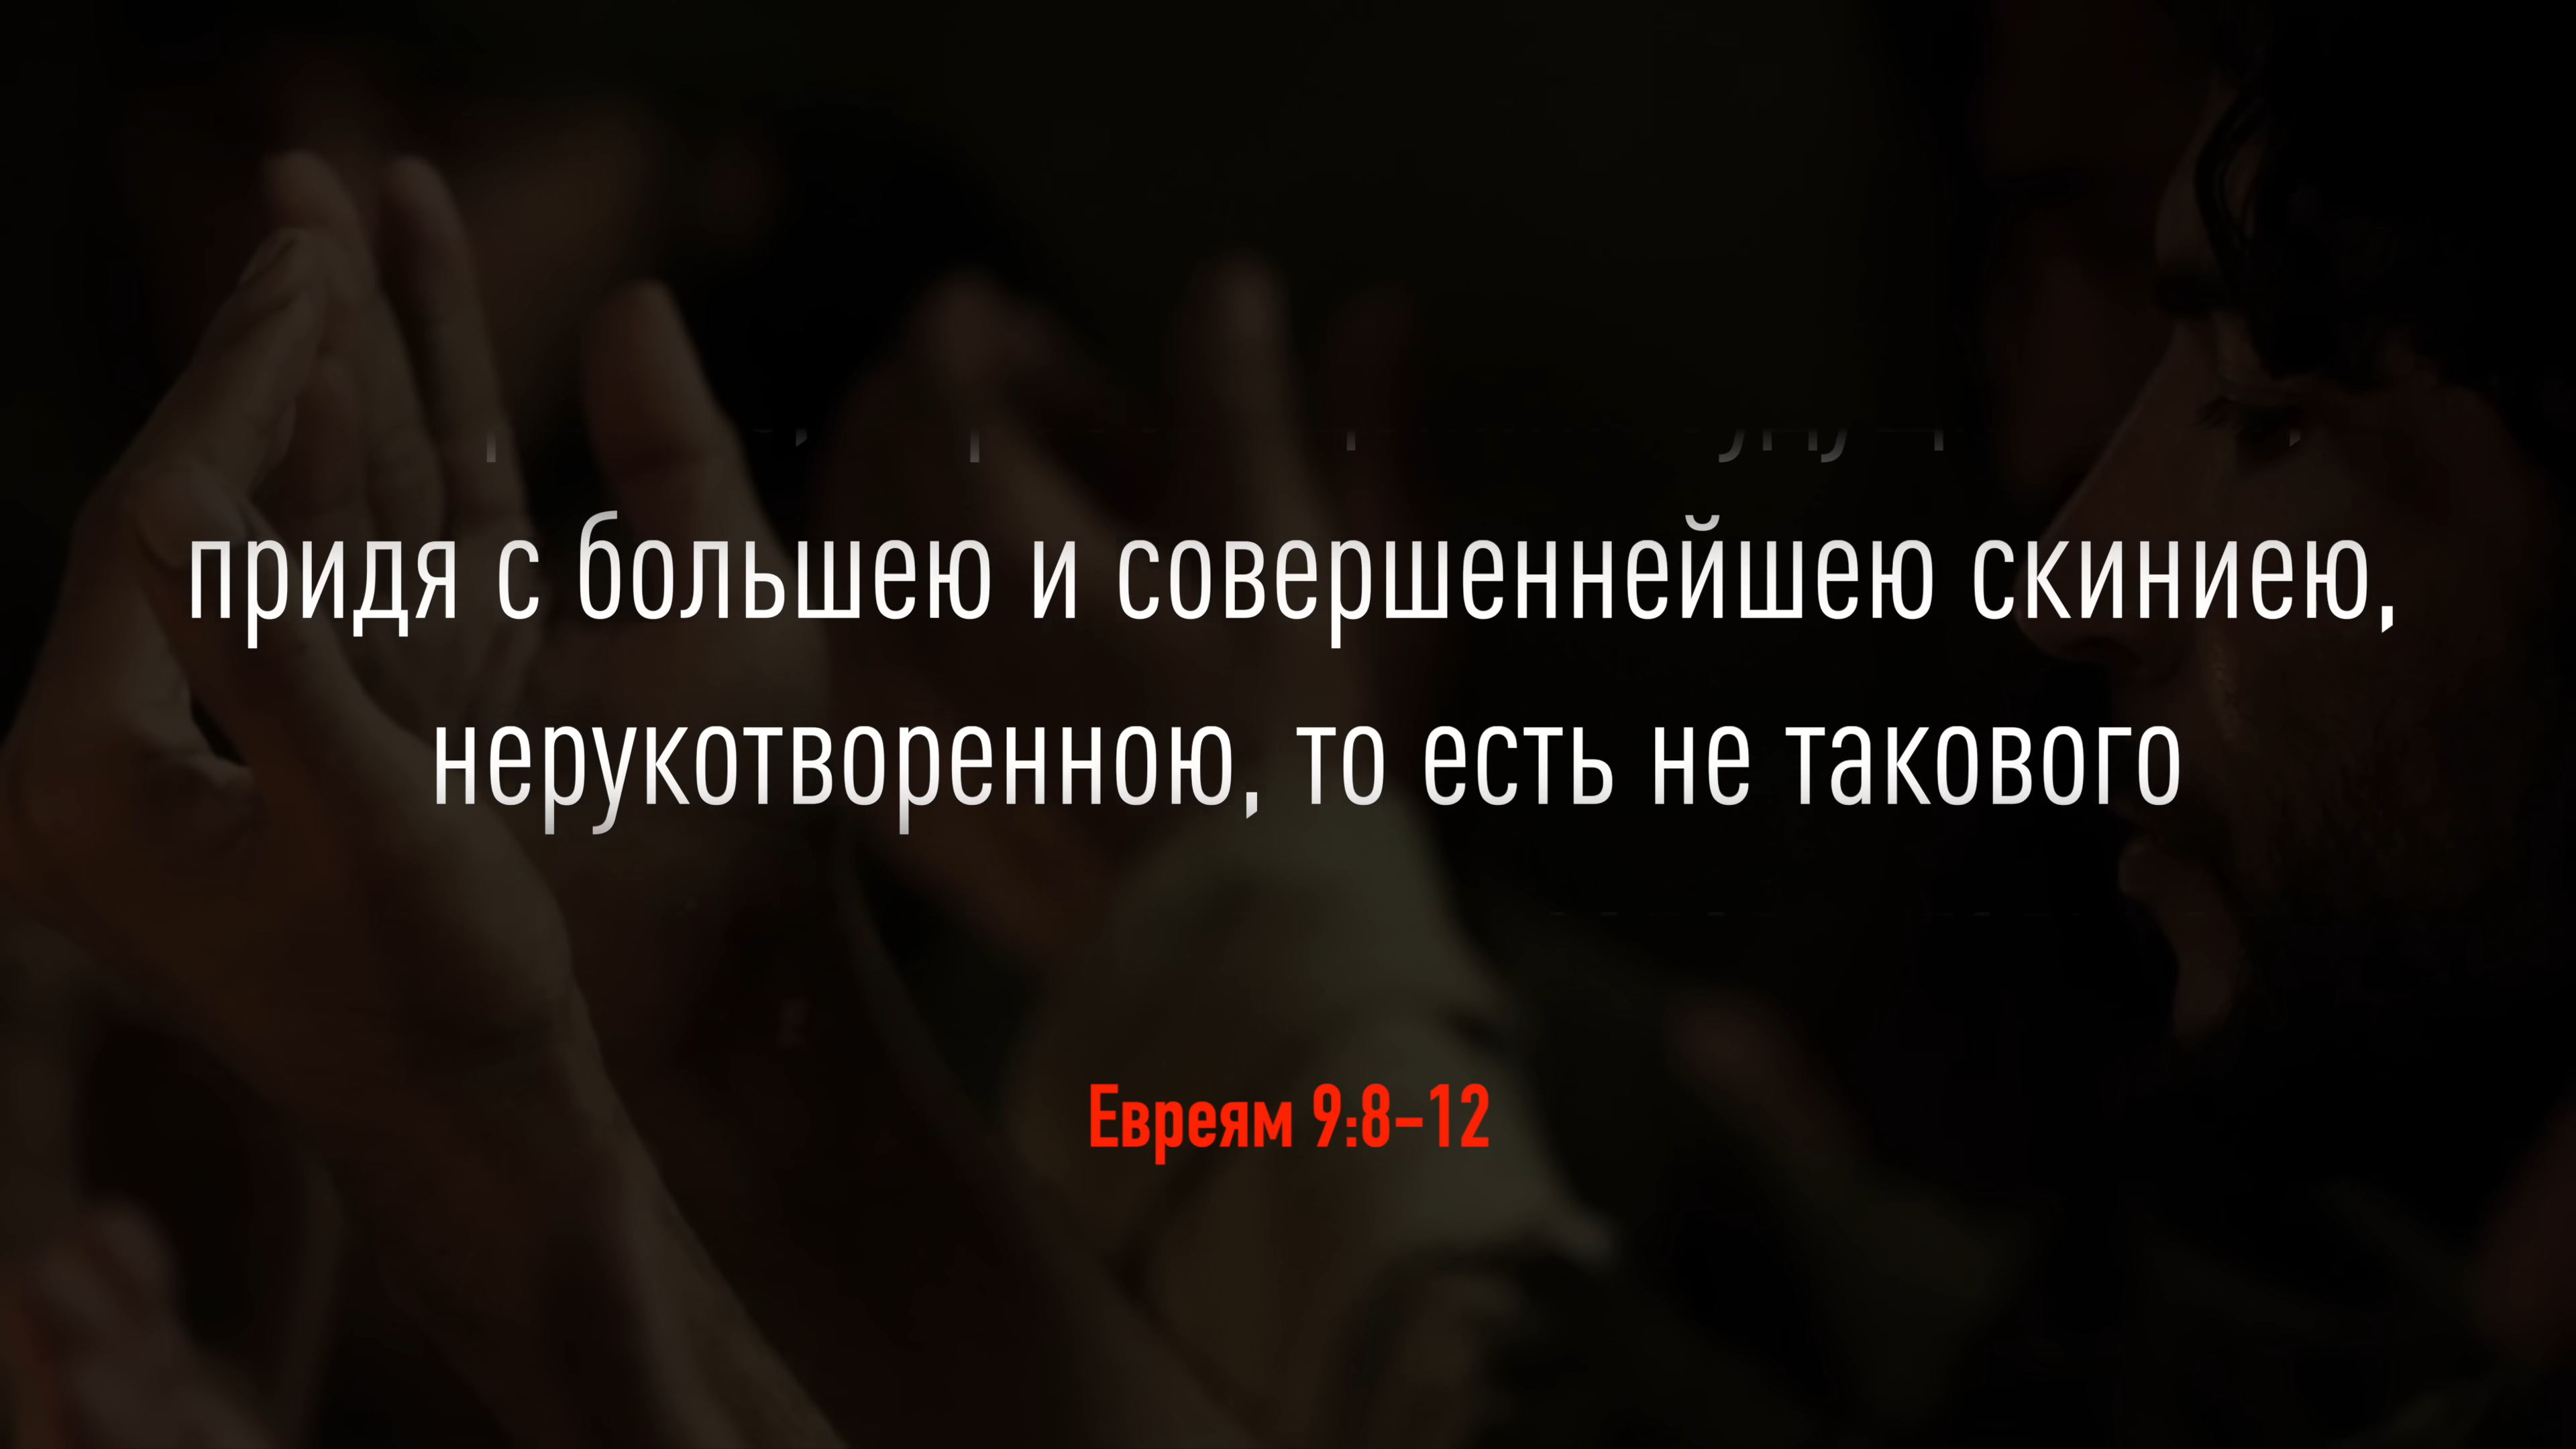 придя с большею и совершеннейшею скиниею,
нерукотворенною, то есть не такового
Евреям 9:8–12